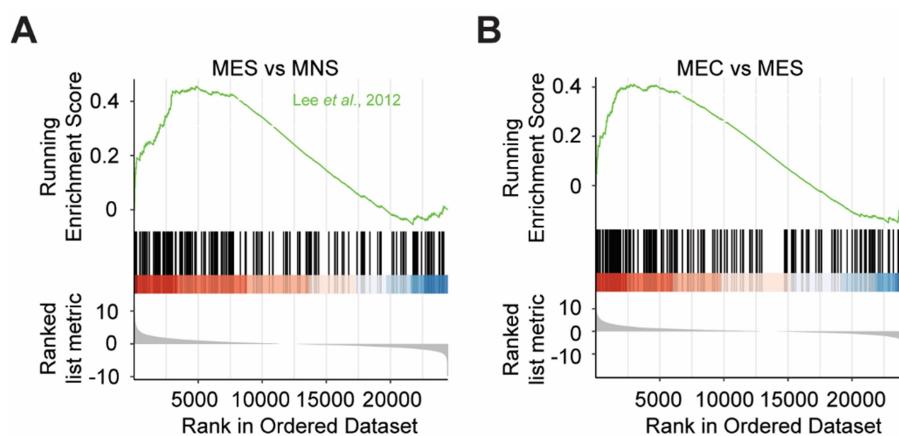 A
MES vs MNS
Running
Enrichment Score
0.4
0.2
0
Lee et al., 2012
Ranked
list metric
10
0
-10
5000 10000 15000 20000
Rank in Ordered Dataset
B
MEC vs MES
Running
Enrichment Score
0.4
0.2
0
Ranked
list metric
10
0
-10
5000 10000 15000 20000
Rank in Ordered Dataset